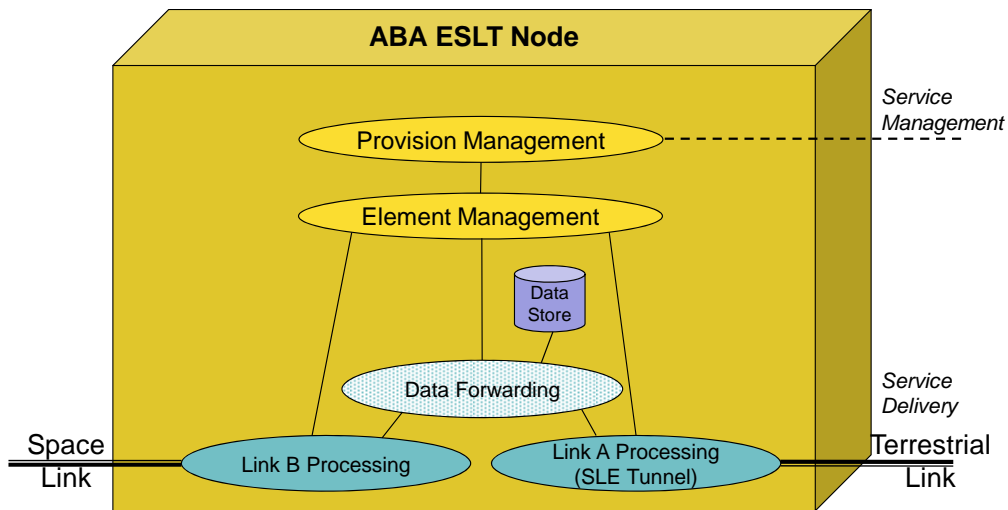 ABA ESLT Node
Service
Management
Provision Management
Element Management
Data
Store
Data Forwarding
Service
Delivery
Space
Link
Link B Processing
Link A Processing
(SLE Tunnel)
Terrestrial
Link